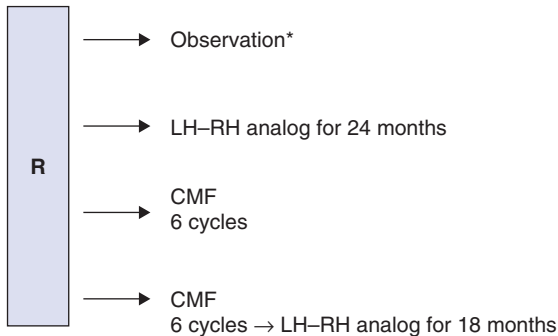 R
Observation*
LH–RH analog for 24 months
CMF
6 cycles
CMF
6 cycles → LH–RH analog for 18 months